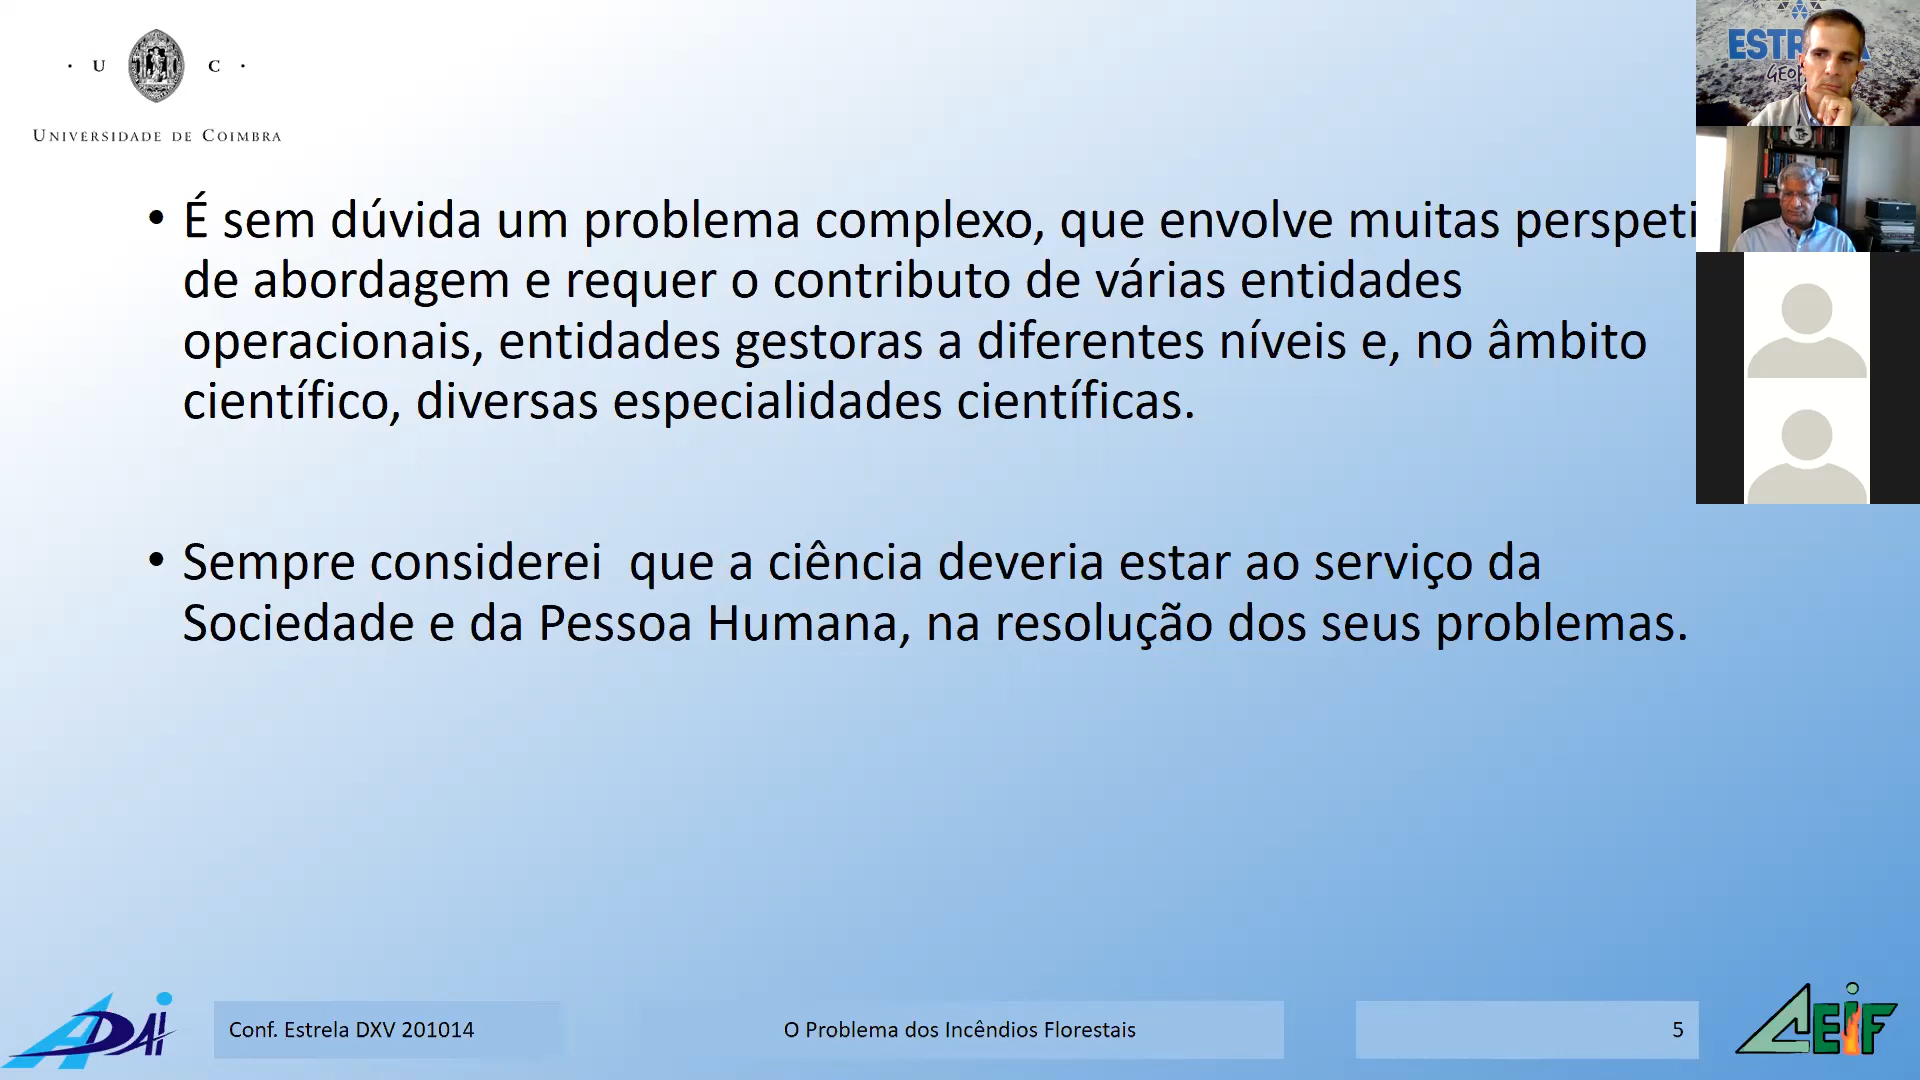 · U C ·
UNIVERSIDADE DE COIMBRA
• É sem dúvida um problema complexo, que envolve muitas perspeti
de abordagem e requer o contributo de várias entidades
operacionais, entidades gestoras a diferentes níveis e, no âmbito
científico, diversas especialidades científicas.
• Sempre considerei  que a ciência deveria estar ao serviço da
Sociedade e da Pessoa Humana, na resolução dos seus problemas.
ADAI
Conf. Estrela DXV 201014
O Problema dos Incêndios Florestais
5
CEIF